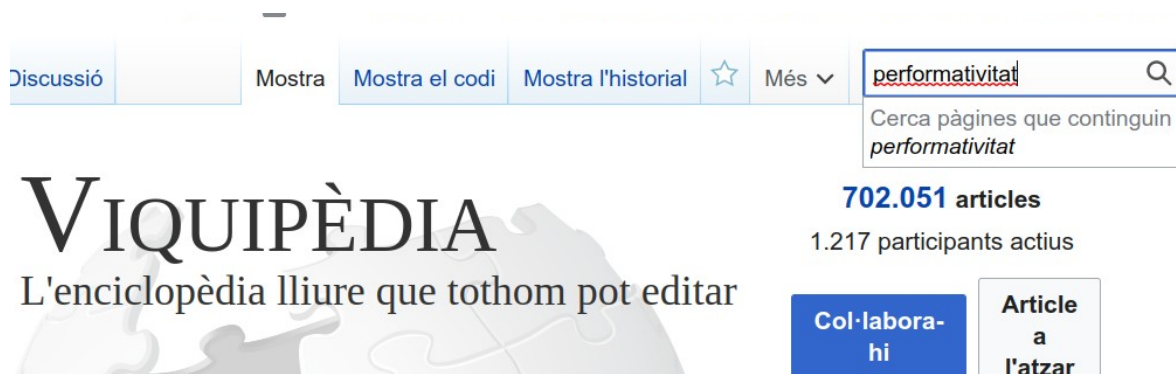 Discussió
Mostra
Mostra el codi
Mostra l'historial
Més
performativitat
Cerca pàgines que continguin
performativitat
VIQUIPÈDIA
L'enciclopèdia lliure que tothom pot editar
702.051 articles
1.217 participants actius
Col·labora-
hi
Article
a
l'atzar